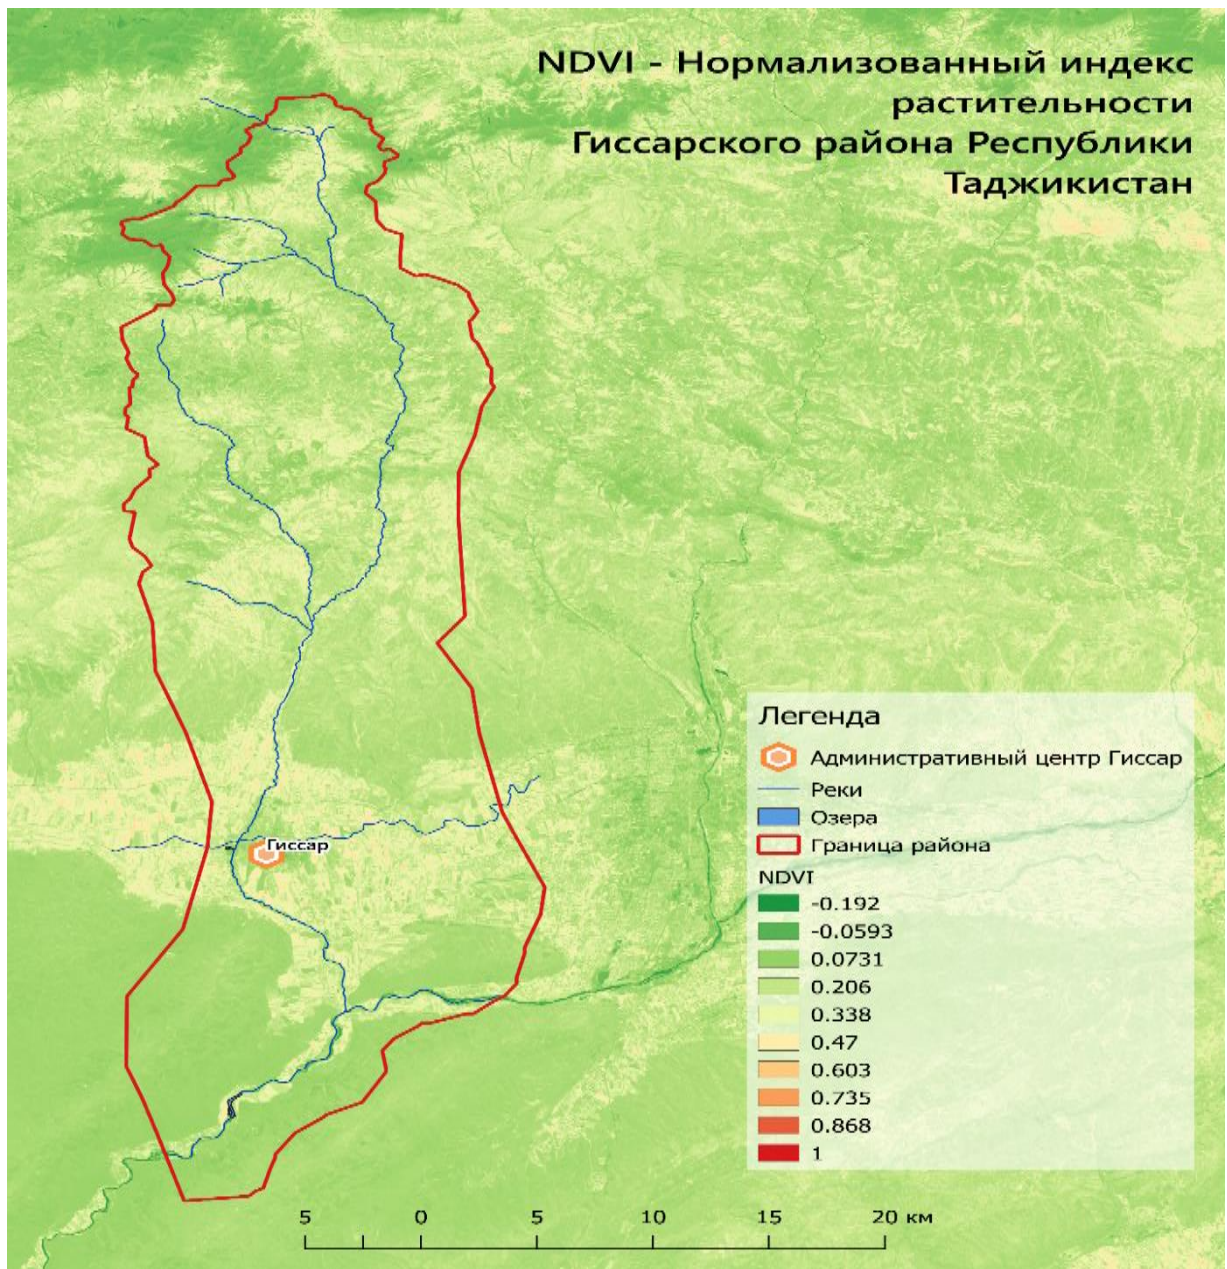 NDVI - Нормализованный индекс
растительности
Гиссарского района Республики
Таджикистан
Гиссар
Легенда
Административный центр Гиссар
Реки
Озера
Граница района
NDVI
-0.192
-0.0593
0.0731
0.206
0.338
0.47
0.603
0.735
0.868
1
5 0 5 10 15 20 км